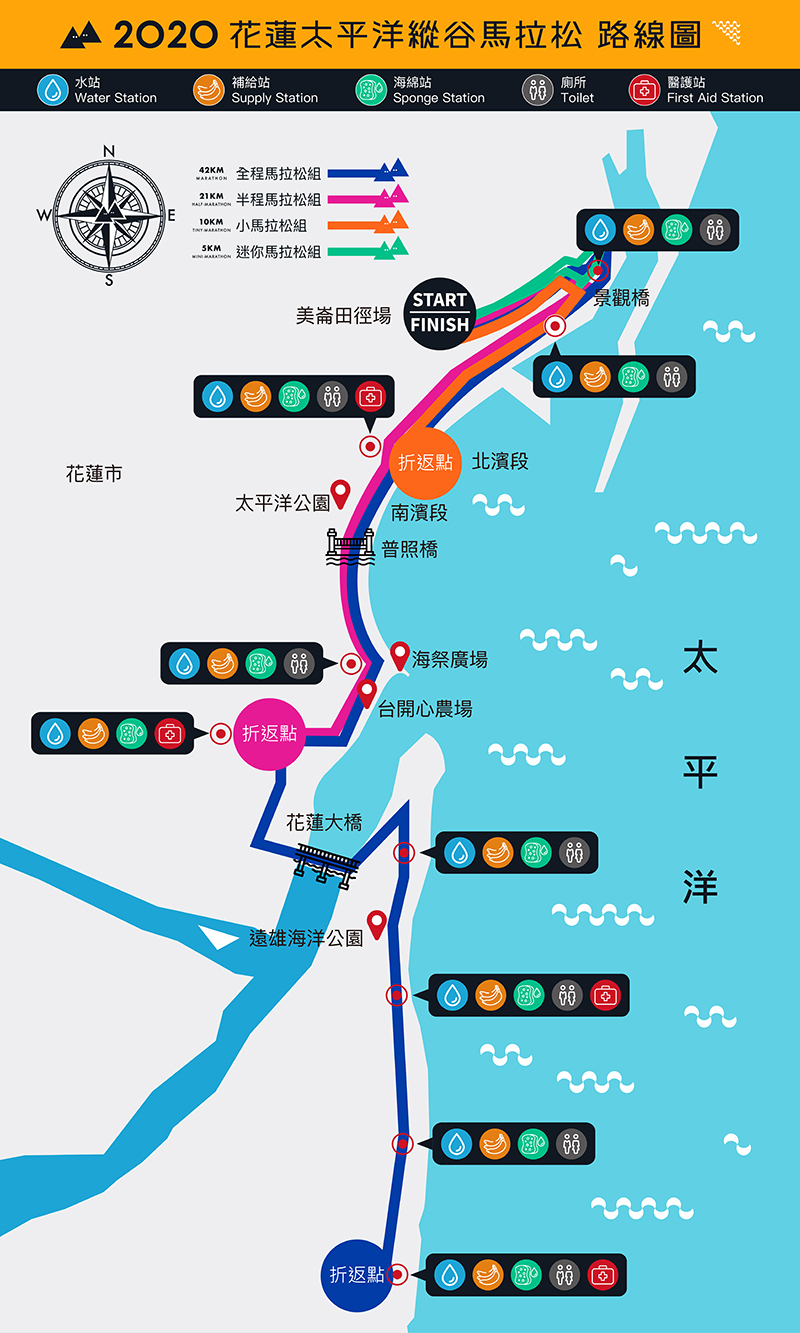 2020 花蓮太平洋縱谷馬拉松 路線圖
水站
Water Station
補給站
Supply Station
海綿站
Sponge Station
廁所
Toilet
醫護站
First Aid Station
N
W
E
S
42KM
MARATHON
全程馬拉松組
21KM
HALF-MARATHON
半程馬拉松組
10KM
TINY-MARATHON
小馬拉松組
5KM
MINI-MARATHON
迷你馬拉松組
美崙田徑場
START
FINISH
景觀橋
花蓮市
折返點
北濱段
太平洋公園
南濱段
普照橋
海祭廣場
台開心農場
折返點
花蓮大橋
遠雄海洋公園
太
平
洋
折返點